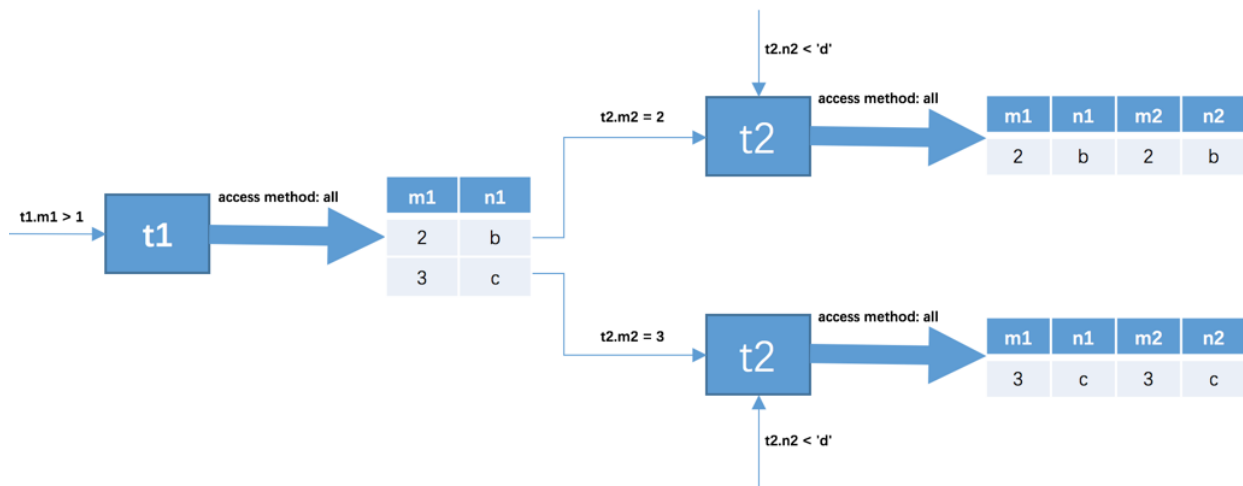 t1.m1 > 1
t1
access method: all
m1 n1
2 b
3 c
t2.m2 = 2
t2.n2 < 'd'
t2
access method: all
m1 n1 m2 n2
2 b 2 b
t2.m2 = 3
t2
t2.n2 < 'd'
access method: all
m1 n1 m2 n2
3 c 3 c